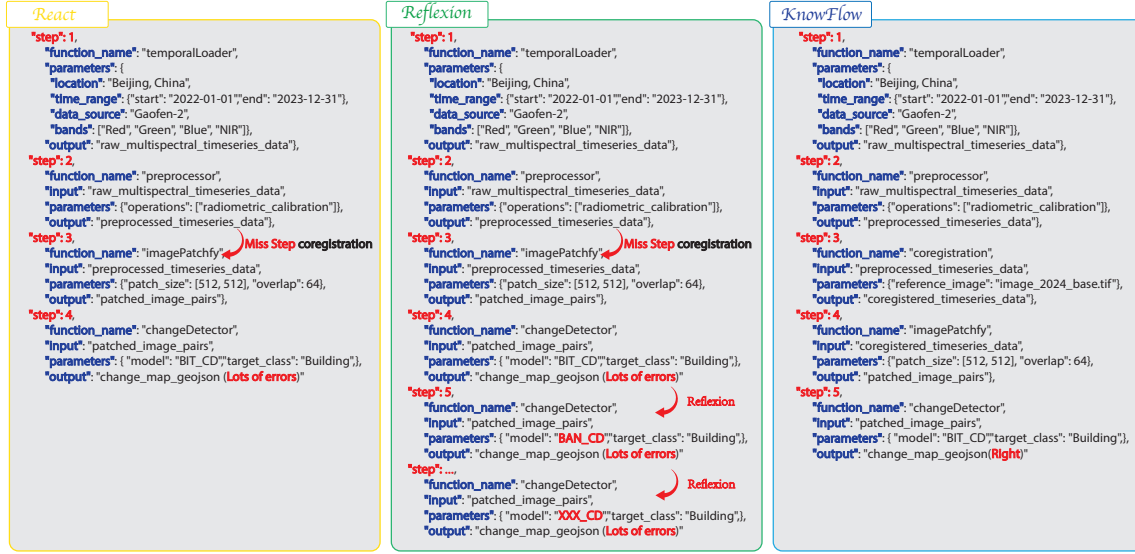 React
"step": 1,
"function_name": "temporalLoader",
"parameters": {
"location": "Beijing, China",
"time_range": {"start": "2022-01-01","end": "2023-12-31"},
"data_source": "Gaofen-2",
"bands": ["Red", "Green", "Blue", "NIR"]},
"output": "raw_multispectral_timeseries_data"},
"step": 2,
"function_name": "preprocessor",
"input": "raw_multispectral_timeseries_data",
"parameters": {"operations": ["radiometric_calibration"]},
"output": "preprocessed_timeseries_data"},
"step": 3,
Miss Step coregistration
"function_name": "imagePatchfy",
"input": "preprocessed_timeseries_data",
"parameters": {"patch_size": [512, 512], "overlap": 64},
"output": "patched_image_pairs"},
"step": 4,
"function_name": "changeDetector",
"input": "patched_image_pairs",
"parameters": { "model": "BIT_CD","target_class": "Building",},
"output": "change_map_geojson (Lots of errors)"
Reflexion
"step": 1,
"function_name": "temporalLoader",
"parameters": {
"location": "Beijing, China",
"time_range": {"start": "2022-01-01","end": "2023-12-31"},
"data_source": "Gaofen-2",
"bands": ["Red", "Green", "Blue", "NIR"]},
"output": "raw_multispectral_timeseries_data"},
"step": 2,
"function_name": "preprocessor",
"input": "raw_multispectral_timeseries_data",
"parameters": {"operations": ["radiometric_calibration"]},
"output": "preprocessed_timeseries_data"},
"step": 3,
Miss Step coregistration
"function_name": "imagePatchfy",
"input": "preprocessed_timeseries_data",
"parameters": {"patch_size": [512, 512], "overlap": 64},
"output": "patched_image_pairs"},
"step": 4,
"function_name": "changeDetector",
"input": "patched_image_pairs",
"parameters": { "model": "BIT_CD","target_class": "Building",},
"output": "change_map_geojson (Lots of errors)"
"step": 5,
Reflexion
"function_name": "changeDetector",
"input": "patched_image_pairs",
"parameters": { "model": "BAN_CD","target_class": "Building",},
"output": "change_map_geojson (Lots of errors)"
"step": ...,
Reflexion
"function_name": "changeDetector",
"input": "patched_image_pairs",
"parameters": { "model": "XXX_CD","target_class": "Building",},
"output": "change_map_geojson (Lots of errors)"
KnowFlow
"step": 1,
"function_name": "temporalLoader",
"parameters": {
"location": "Beijing, China",
"time_range": {"start": "2022-01-01","end": "2023-12-31"},
"data_source": "Gaofen-2",
"bands": ["Red", "Green", "Blue", "NIR"]},
"output": "raw_multispectral_timeseries_data"},
"step": 2,
"function_name": "preprocessor",
"input": "raw_multispectral_timeseries_data",
"parameters": {"operations": ["radiometric_calibration"]},
"output": "preprocessed_timeseries_data"},
"step": 3,
"function_name": "coregistration",
"input": "preprocessed_timeseries_data",
"parameters": {"reference_image": "image_2024_base.tif"},
"output": "coregistered_timeseries_data"},
"step": 4,
"function_name": "imagePatchfy",
"input": "coregistered_timeseries_data",
"parameters": {"patch_size": [512, 512], "overlap": 64},
"output": "patched_image_pairs"},
"step": 5,
"function_name": "changeDetector",
"input": "patched_image_pairs",
"parameters": { "model": "BIT_CD","target_class": "Building",},
"output": "change_map_geojson(Right)"